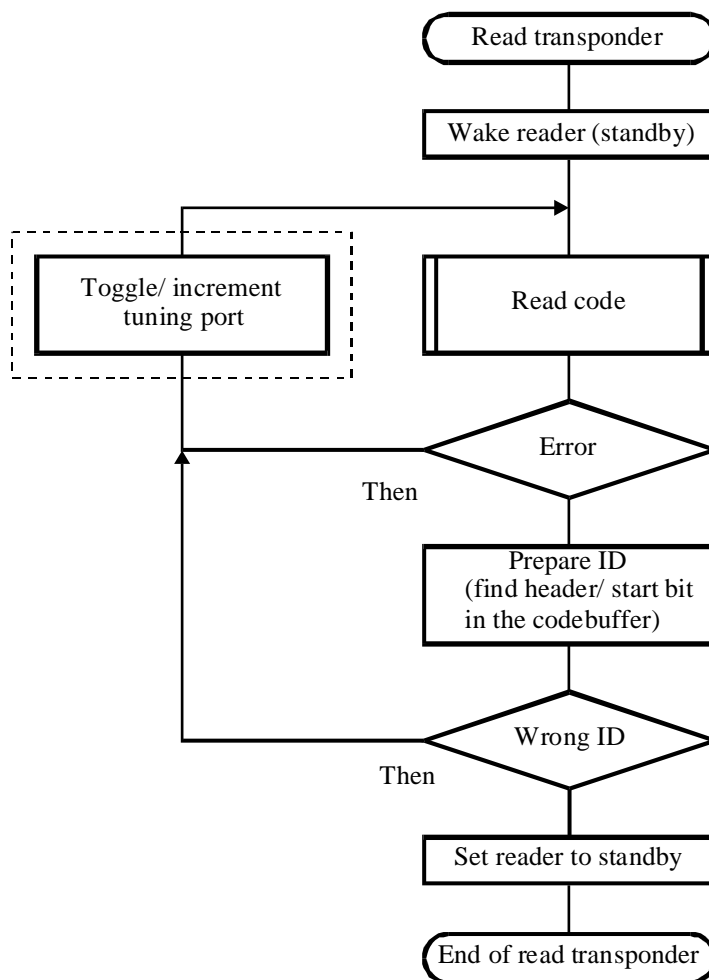 Read transponder
Wake reader (standby)
Toggle/ increment
tuning port
Read code
Error
Then
Prepare ID
(find header/ start bit
in the codebuffer)
Wrong ID
Then
Set reader to standby
End of read transponder